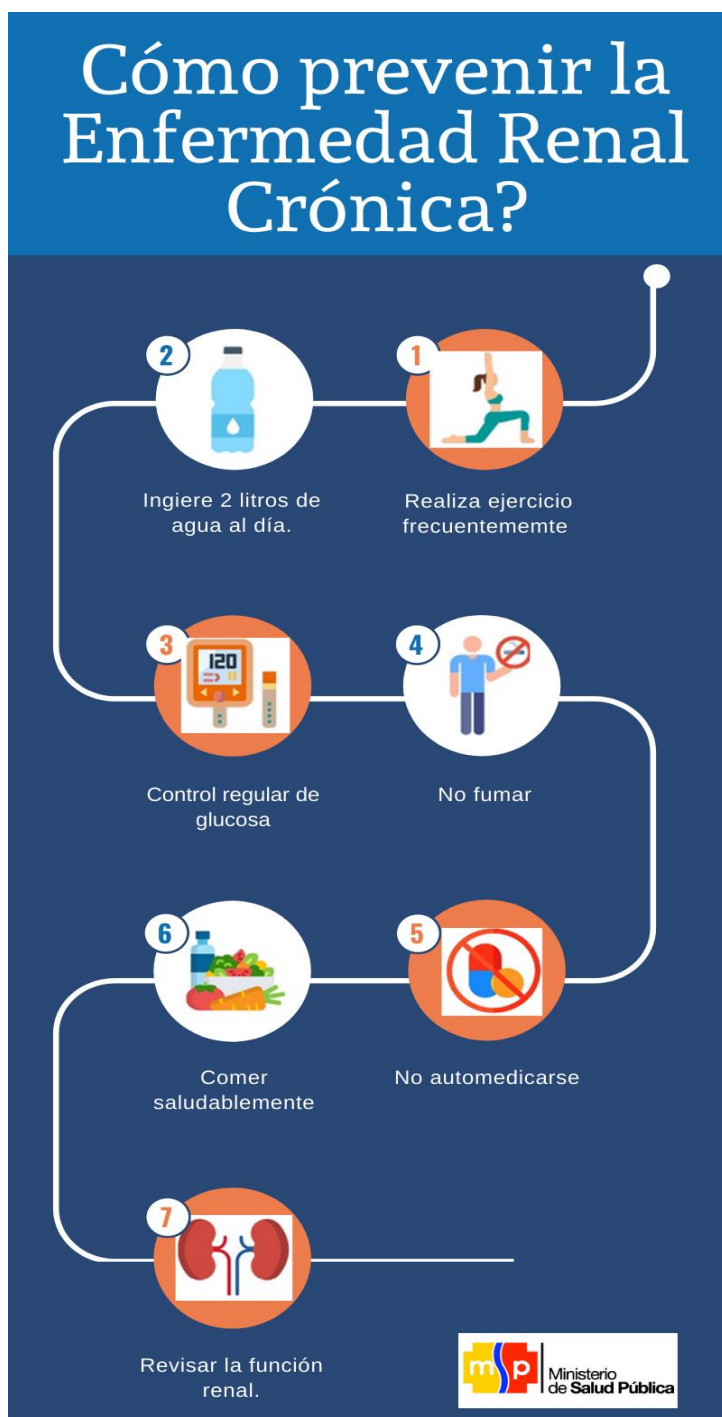 Cómo prevenir la
Enfermedad Renal
Crónica?
1
Realiza ejercicio
frecuentememte
2
Ingiere 2 litros de
agua al día.
3
120
Control regular de
glucosa
4
No fumar
5
No automedicarse
6
Comer
saludablemente
7
Revisar la función
renal.
msp
Ministerio
de Salud Pública